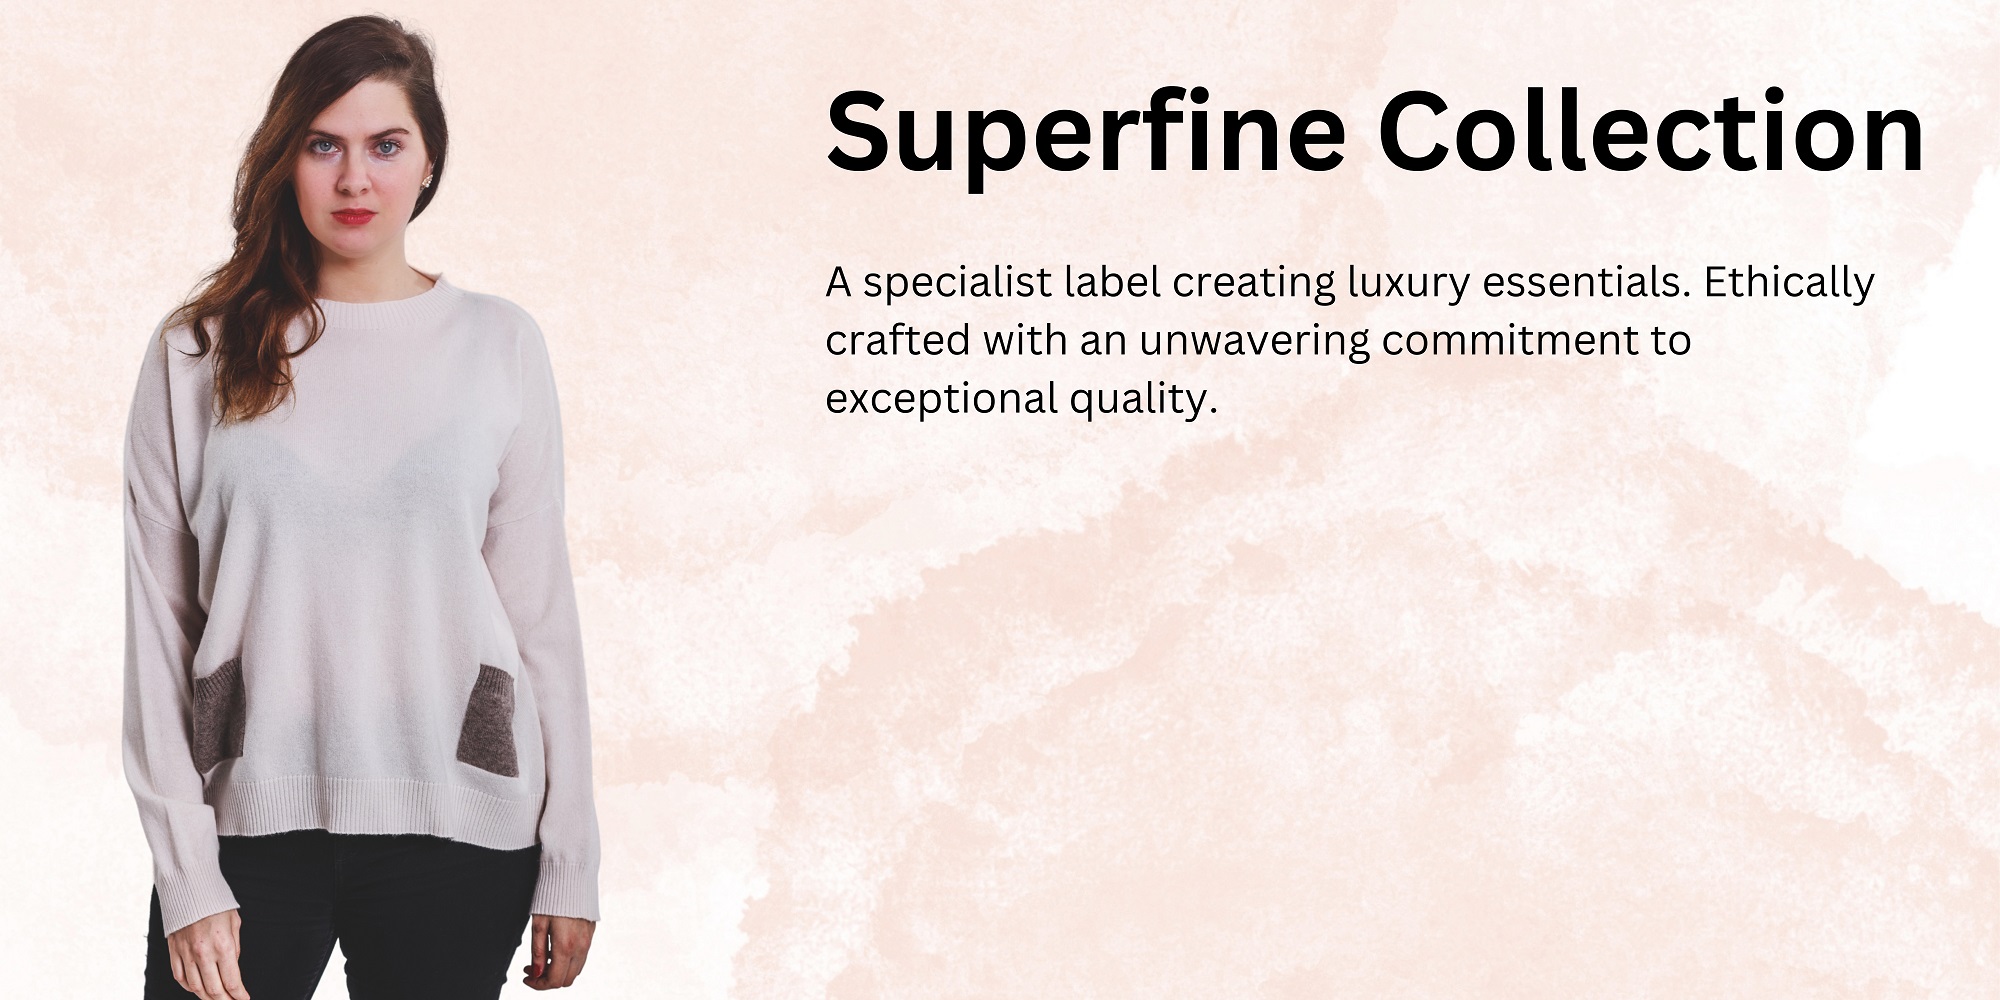 Superfine Collection
A specialist label creating luxury essentials. Ethically
crafted with an unwavering commitment to
exceptional quality.